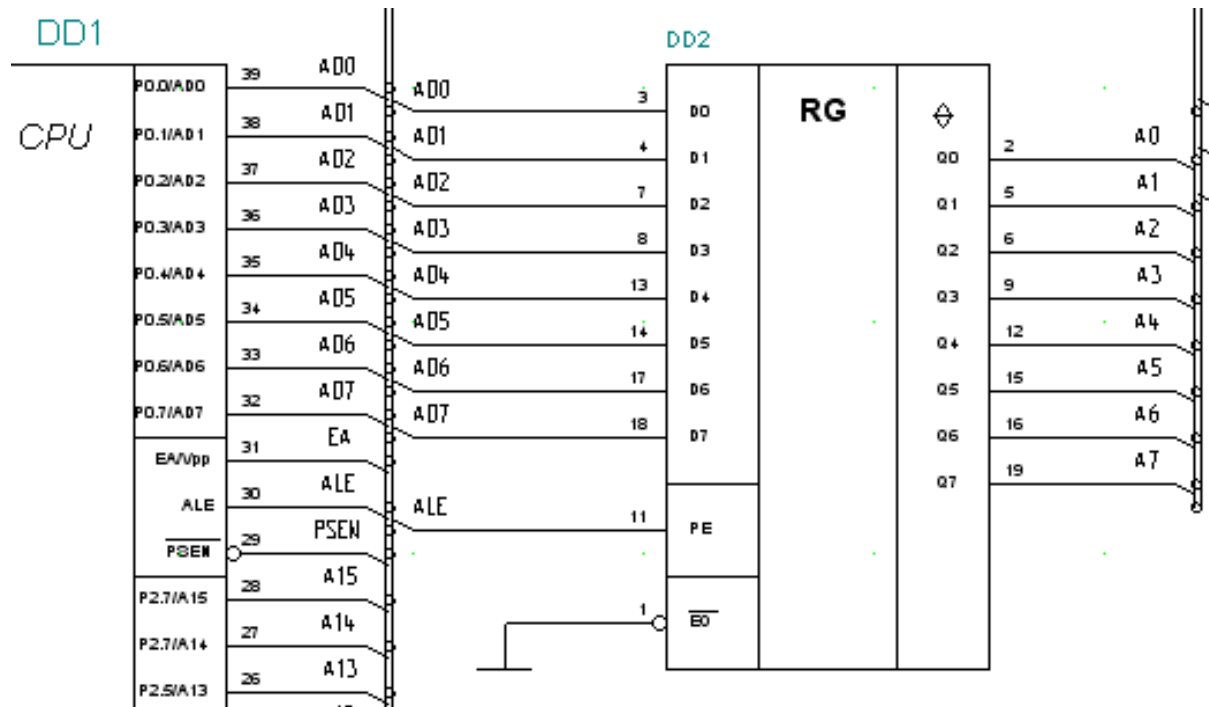 DD1
CPU
P0.0/AD0 39 AD0
P0.1/AD1 38 AD1
P0.2/AD2 37 AD2
P0.3/AD3 36 AD3
P0.4/AD4 35 AD4
P0.5/AD5 34 AD5
P0.6/AD6 33 AD6
P0.7/AD7 32 AD7
EA/Vpp 31 EA
ALE 30 ALE
PSEN 29 PSEN
P2.7/A15 28 A15
P2.7/A14 27 A14
P2.5/A13 26 A13
DD2
RG
AD0 3 D0
AD1 4 D1
AD2 7 D2
AD3 8 D3
AD4 13 D4
AD5 14 D5
AD6 17 D6
AD7 18 D7
ALE 11 PE
1 EO
Q0 2 A0
Q1 5 A1
Q2 6 A2
Q3 9 A3
Q4 12 A4
Q5 15 A5
Q6 16 A6
Q7 19 A7